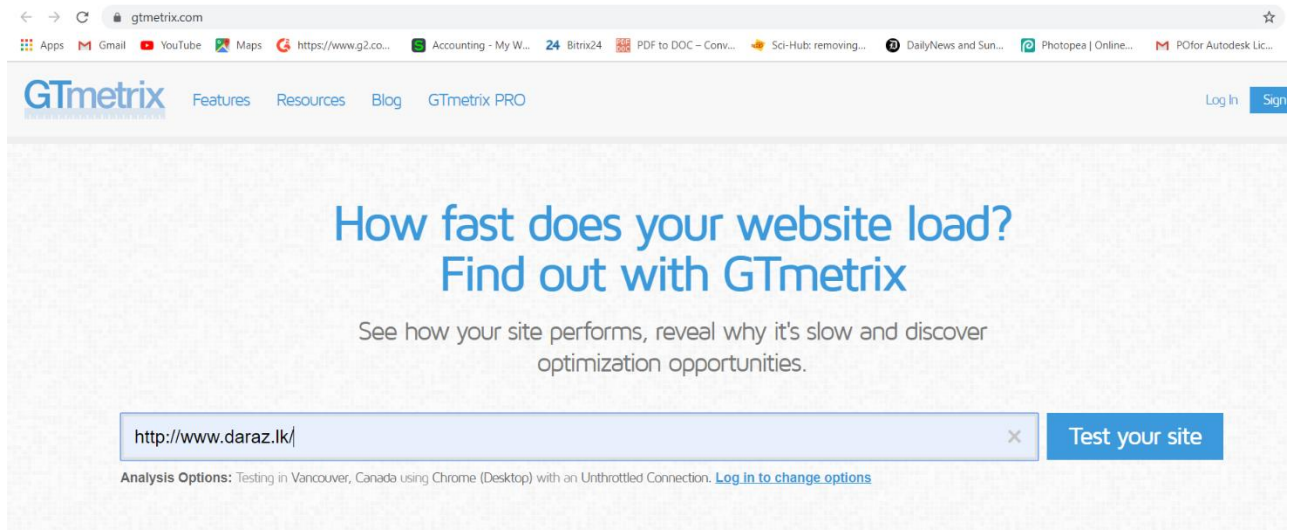 gtmetrix.com
Apps Gmail YouTube Maps https://www.g2.co... Accounting - My W... 24 Bitrix24 PDF to DOC – Conv... Sci-Hub: removing... DailyNews and Sun... Photopea | Online... POfor Autodesk Lic...
GTmetrix Features Resources Blog GTmetrix PRO Log In Sign
How fast does your website load?
Find out with GTmetrix
See how your site performs, reveal why it's slow and discover
optimization opportunities.
http://www.daraz.lk/ Test your site
Analysis Options: Testing in Vancouver, Canada using Chrome (Desktop) with an Unthrottled Connection. Log in to change options